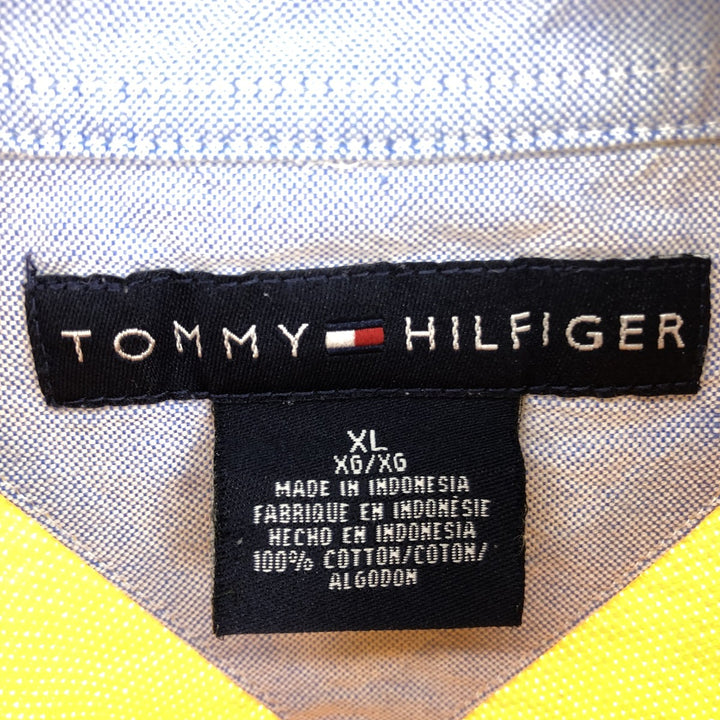 TOMMY HILFIGER
XL
XG/XG
MADE IN INDONESIA
FABRIQUE EN INDONÉSIE
HECHO EN INDONESIA
100% COTTON/COTON/
ALGODON